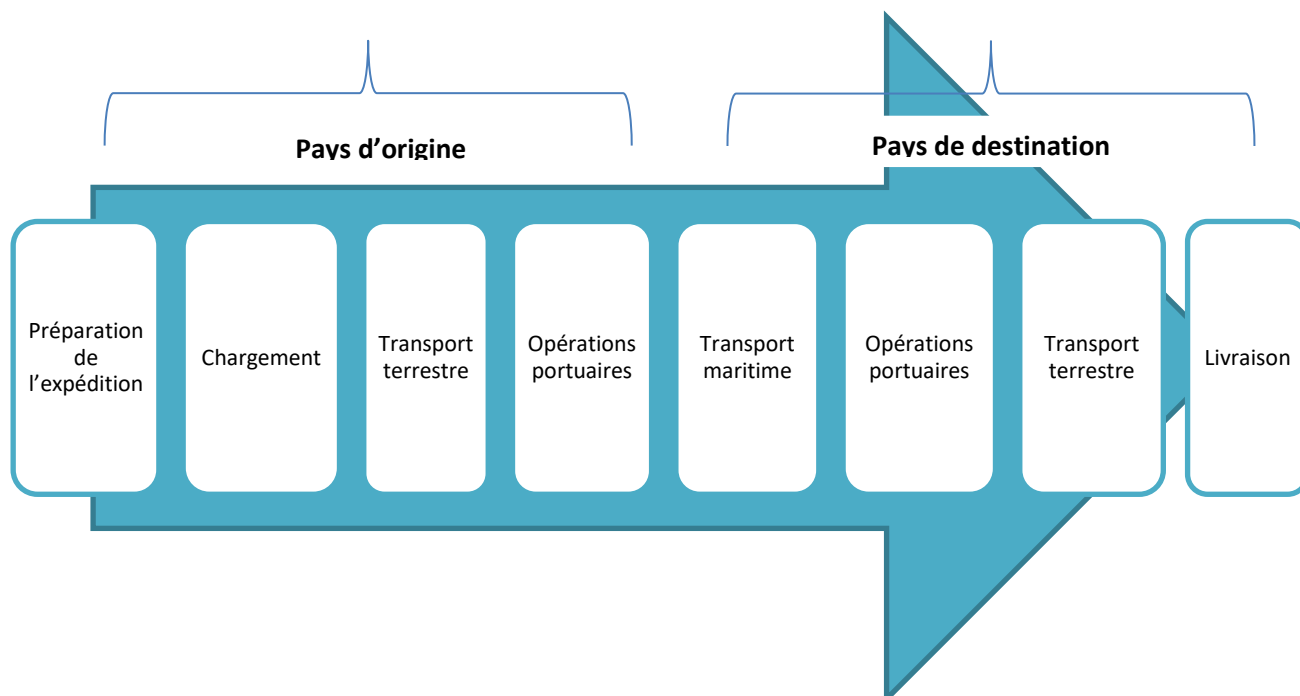 Pays d’origine
Pays de destination
Préparation
de
l’expédition
Chargement
Transport
terrestre
Opérations
portuaires
Transport
maritime
Opérations
portuaires
Transport
terrestre
Livraison